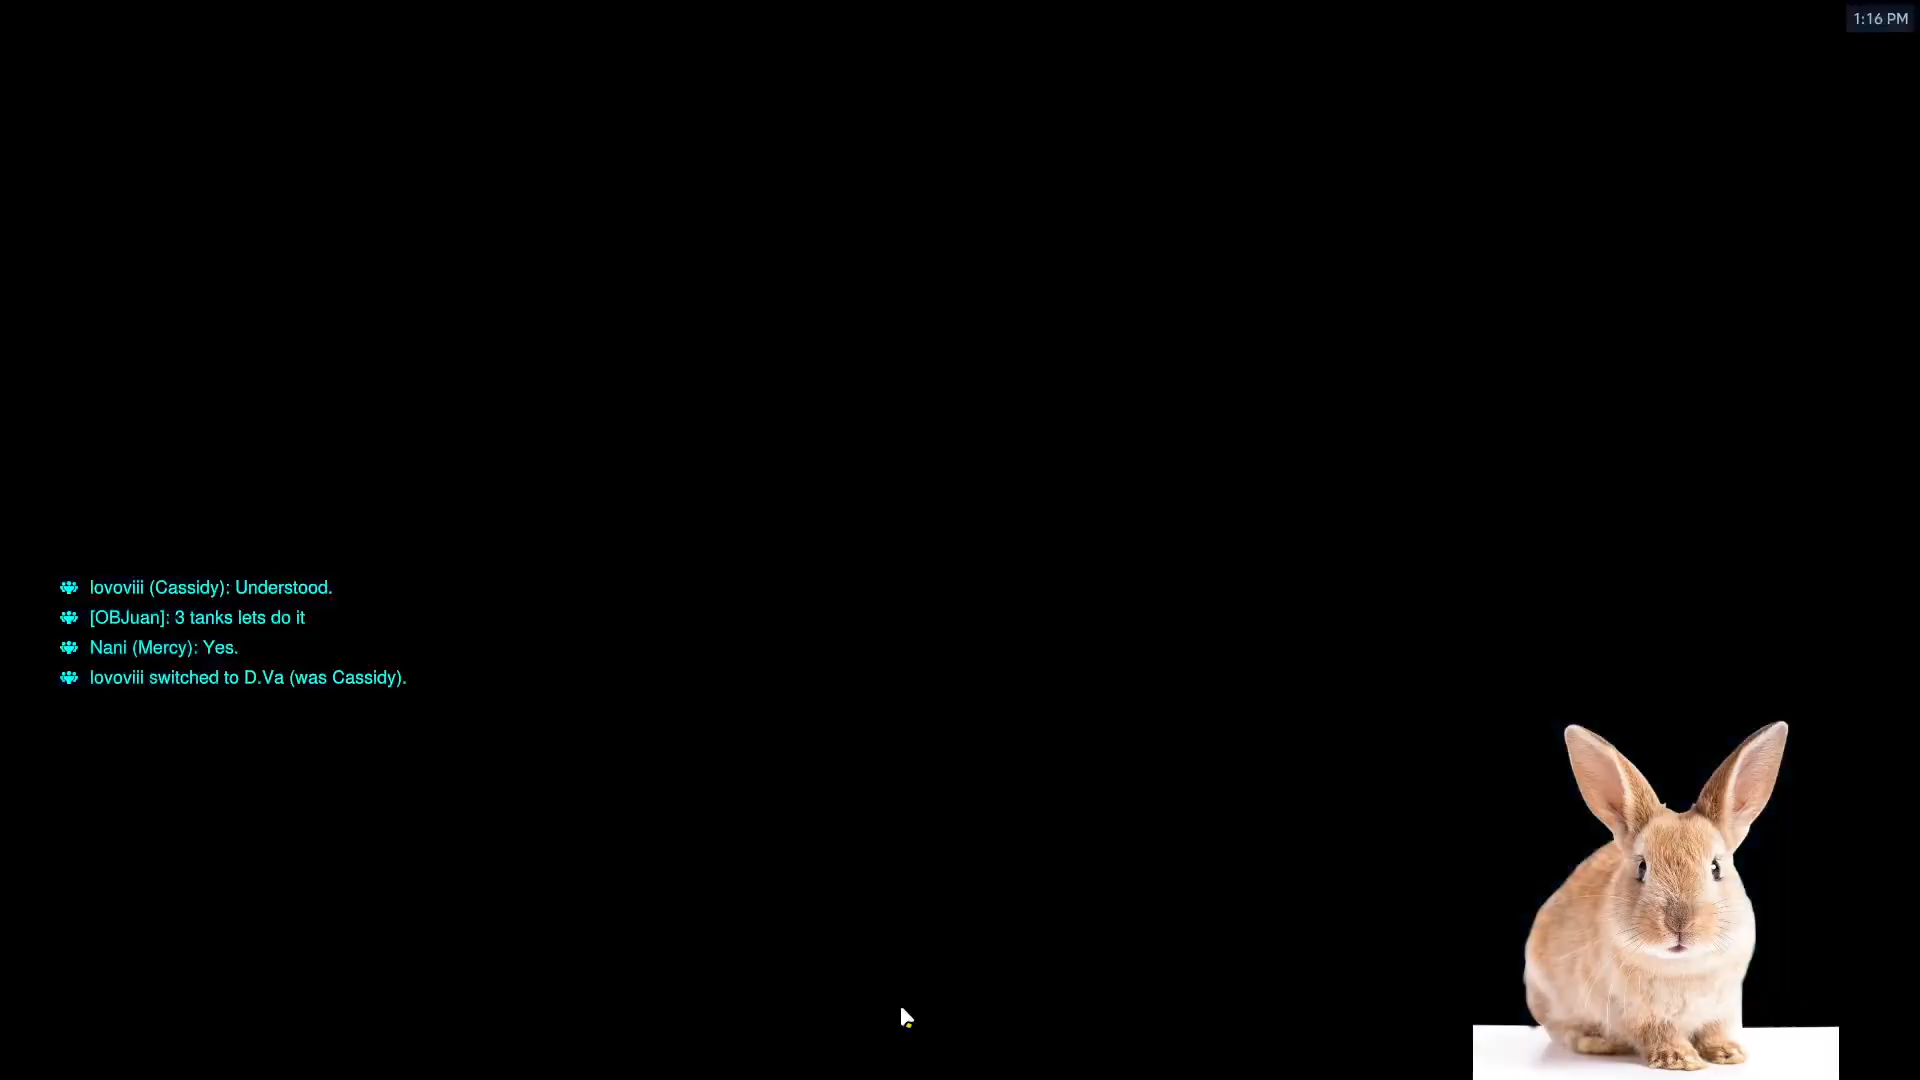 1:16 PM
lovoviii (Cassidy): Understood.
[OBJuan]: 3 tanks lets do it
Nani (Mercy): Yes.
lovoviii switched to D.Va (was Cassidy).